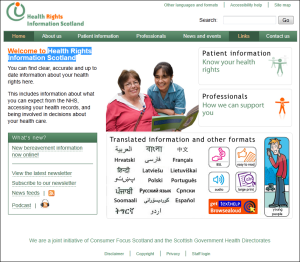 Other languages and formats | Accessibility help | Site map
Health Rights
Information Scotland
Search
Go
Home
About us
Patient information
Professionals
News and events
Links
Contact us
Welcome to Health Rights
Information Scotland
You can find clear, accurate and up to
date information about your health
rights here.
This includes information about what
you can expect from the NHS,
accessing your health records, and
being involved in decisions about
your health care.
Patient information
Know your health
rights
Professionals
How we can support
you
What's new?
New bereavement information
now online!
View the latest newsletter
Subscribe to our newsletter
News feeds
Podcast
Translated information and other formats
العربية
বাংলা
中文
Hrvatski
فارسی
Français
हिन्दी
Latviešu
Lietuviškai
Polski
Português
ਪੰਜਾਬੀ
Русский
Español
Soomaali
اردو
ትግርኛ
BSL
easy to read
audio
large print
Browsealoud
We are a joint initiative of Consumer Focus Scotland and the Scottish Government Health Directorates
Disclaimer | Copyright | Privacy | Staff Extranet